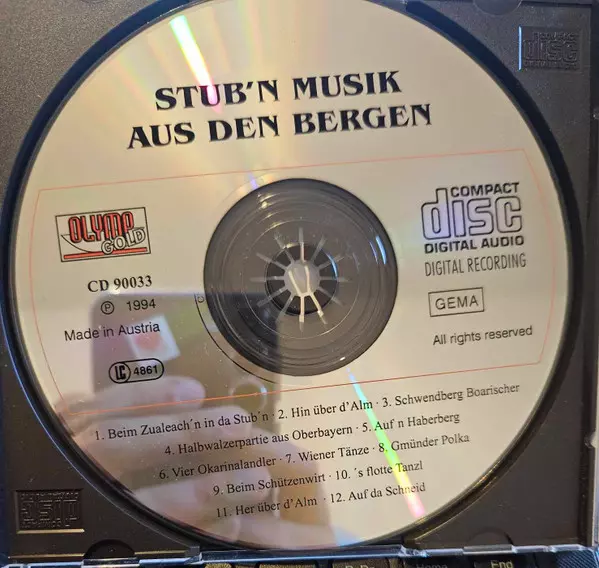 STUB'N MUSIK
AUS DEN BERGEN
OLYMP
GOLD
CD 90033
Ⓟ 1994
Made in Austria
LC 4861
COMPACT
disc
DIGITAL AUDIO
DIGITAL RECORDING
GEMA
All rights reserved
1. Beim Zualeach´n in da Stub´n · 2. Hin über d’Alm · 3. Schwendberg Boarischer
4. Halbwalzerpartie aus Oberbayern · 5. Auf´n Haberberg
6. Vier Okarinalandler · 7. Wiener Tänze · 8. Gmünder Polka
9. Beim Schützenwirt · 10. ´s flotte Tanzl
11. Her über d’Alm · 12. Auf da Schneid
Home
End